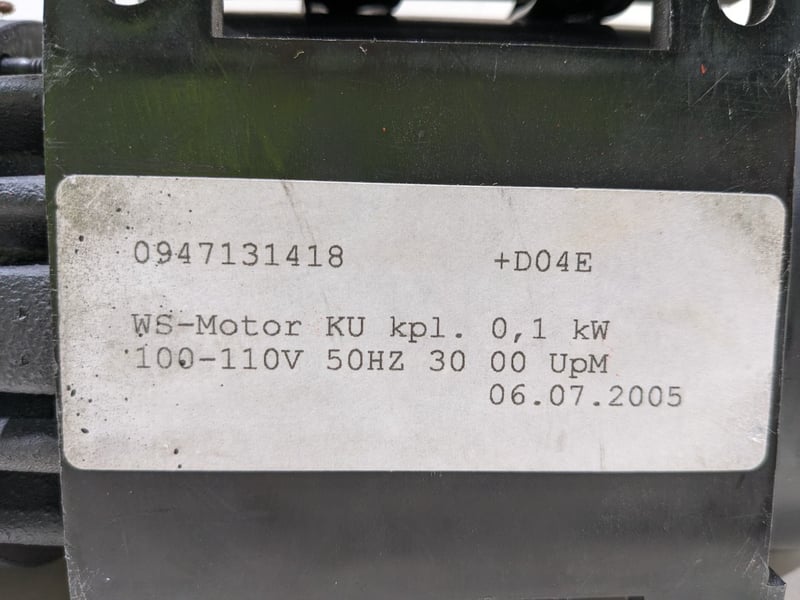 0947131418 +D04E
WS-Motor KU kpl. 0,1 kW
100-110V 50HZ 30 00 UpM
06.07.2005